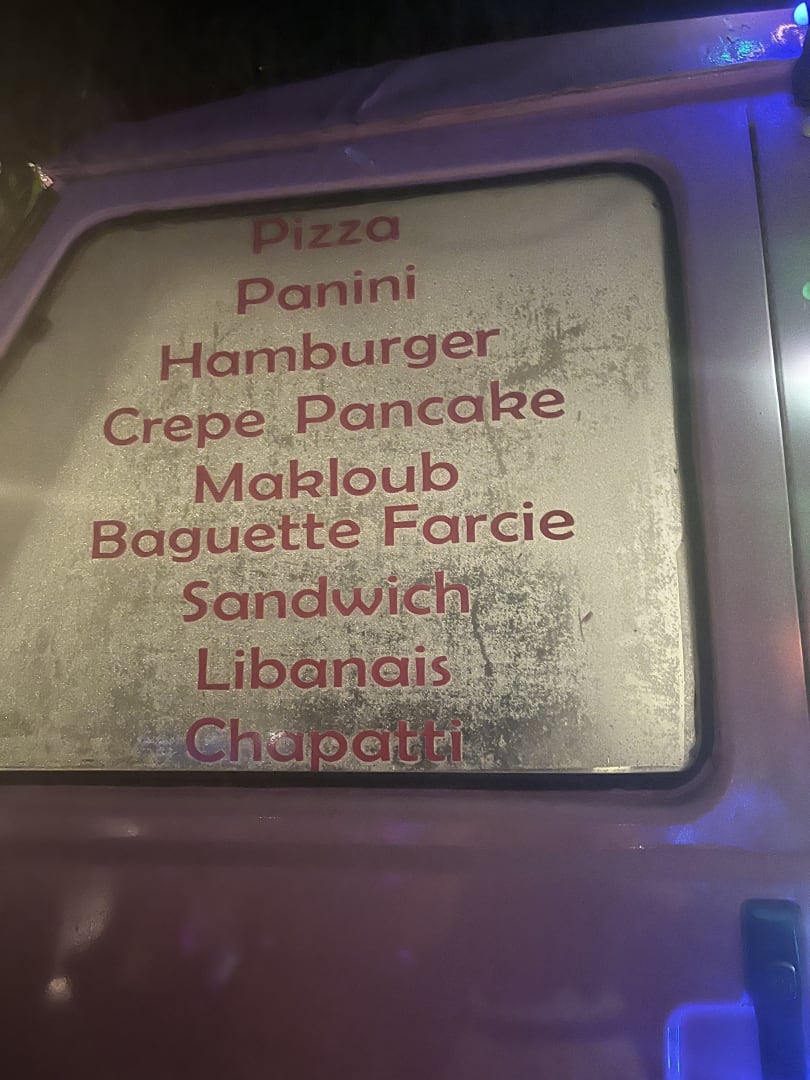 Pizza
Panini
Hamburger
Crepe Pancake
Makloub
Baguette Farcie
Sandwich
Libanais
Chapatti